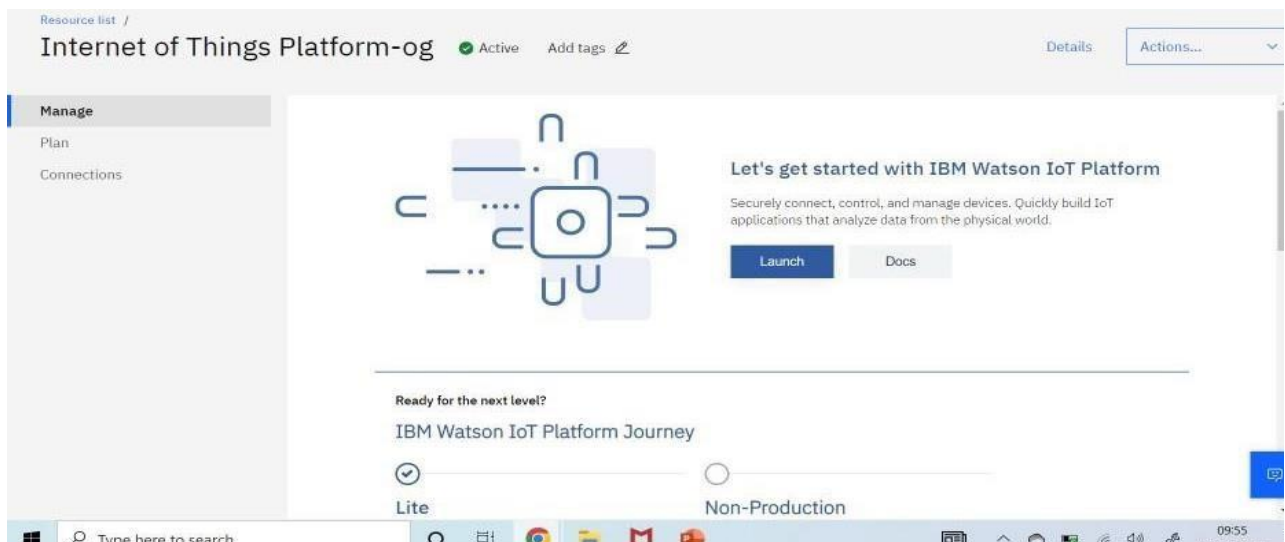 Resource list /
Internet of Things Platform-og Active Add tags
Details Actions...
Manage
Plan
Connections
Let's get started with IBM Watson IoT Platform
Securely connect, control, and manage devices. Quickly build IoT
applications that analyze data from the physical world.
Launch Docs
Ready for the next level?
IBM Watson IoT Platform Journey
Lite Non-Production
Type here to search
09:55